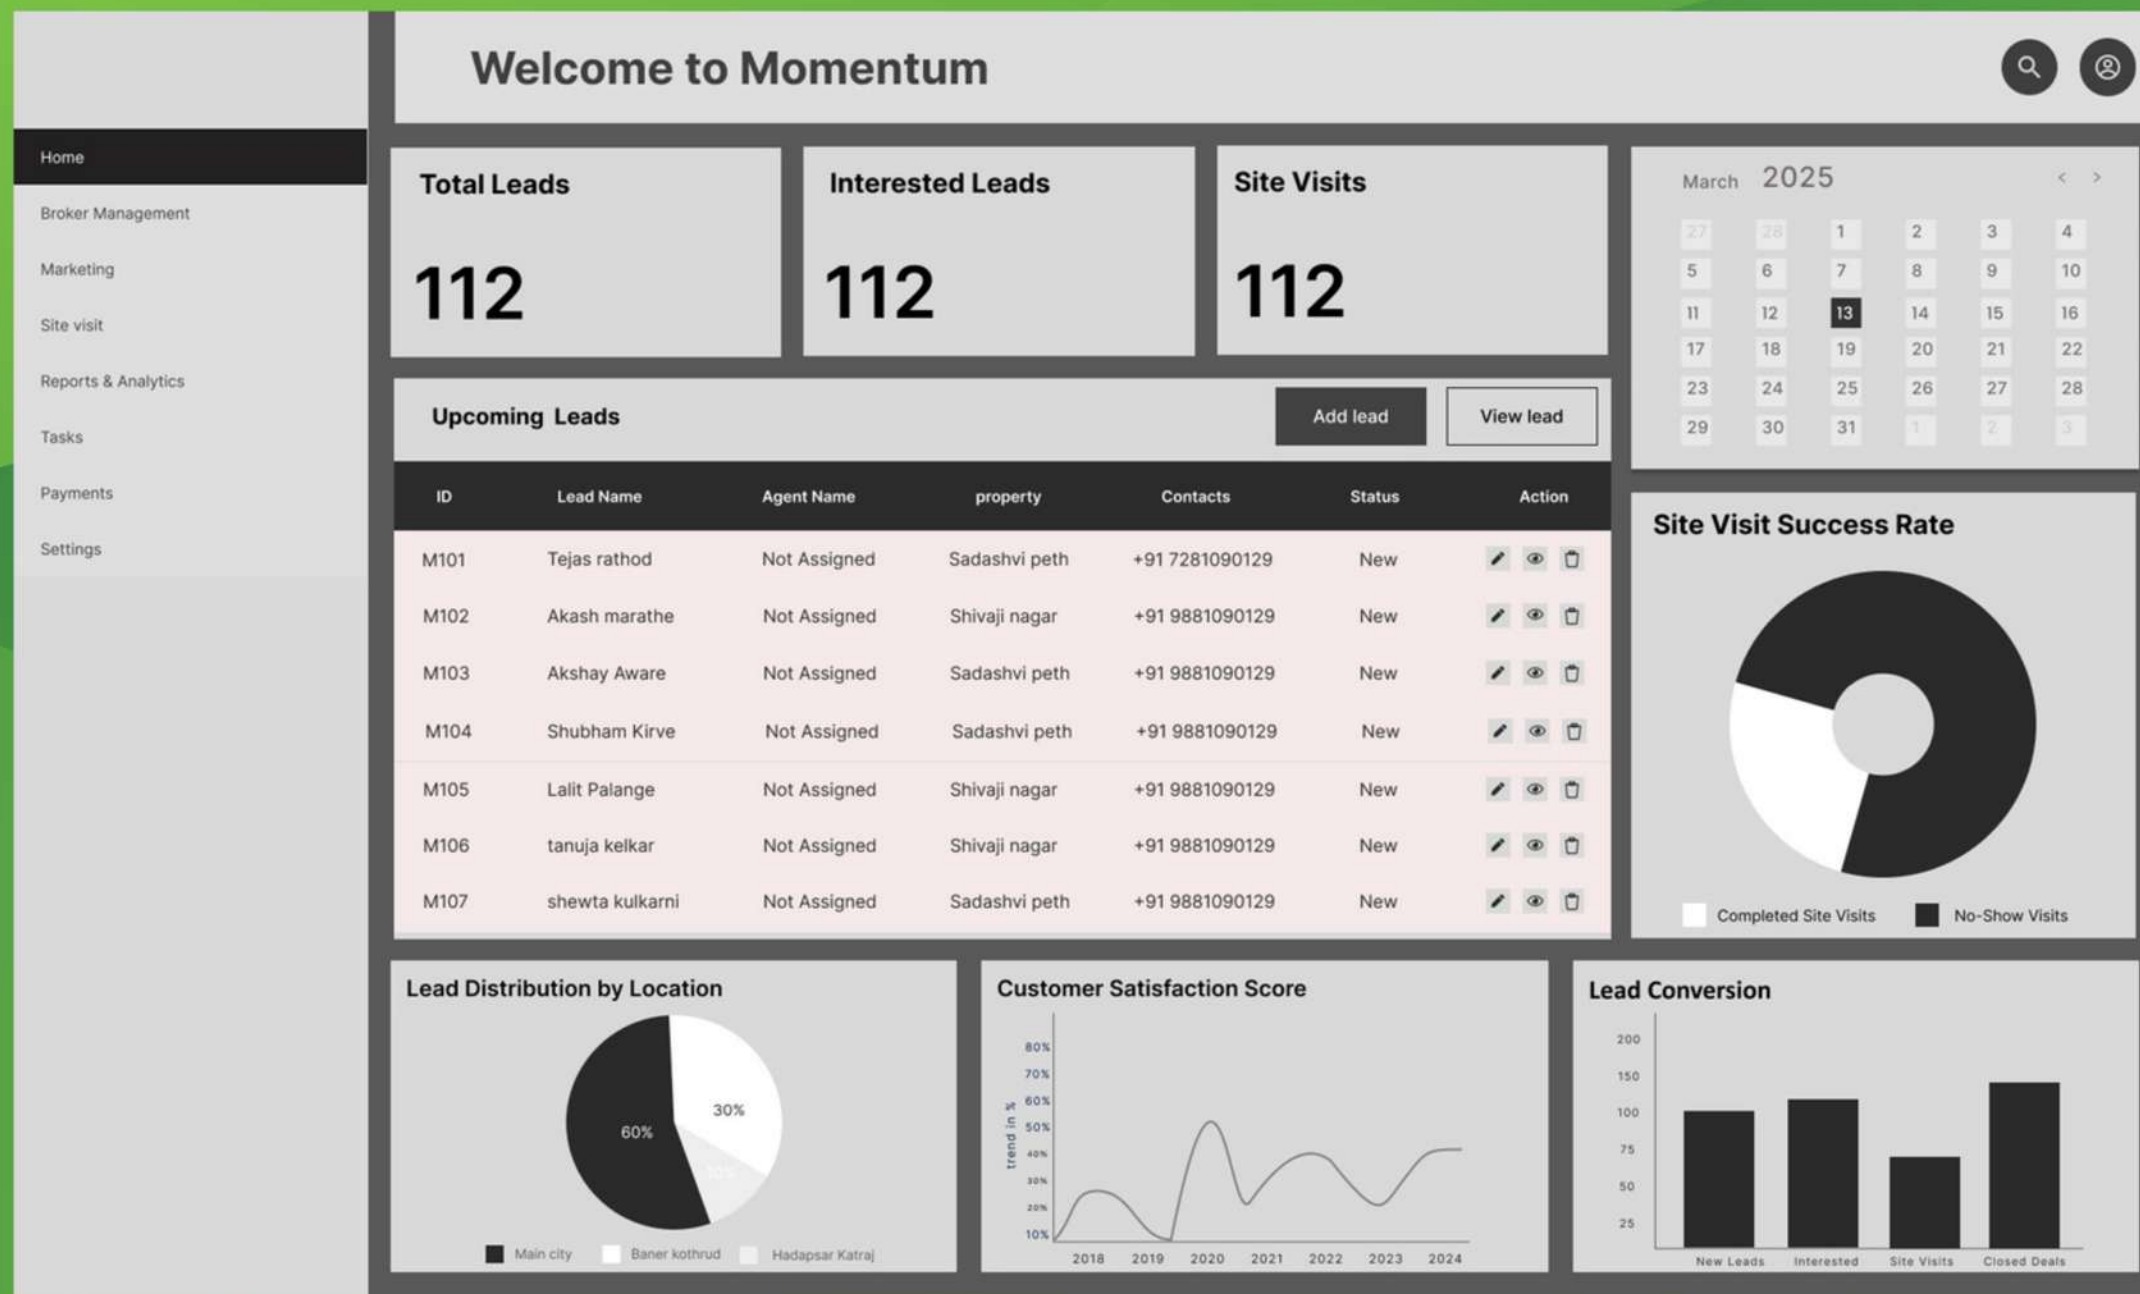 Welcome to Momentum
Home
Broker Management
Marketing
Site visit
Reports & Analytics
Tasks
Payments
Settings
Total Leads
112
Interested Leads
112
Site Visits
112
March 2025 < >
27 28 1 2 3 4
5 6 7 8 9 10
11 12 13 14 15 16
17 18 19 20 21 22
23 24 25 26 27 28
29 30 31 1 2 3
Upcoming Leads
Add lead
View lead
ID Lead Name Agent Name property Contacts Status Action
M101 Tejas rathod Not Assigned Sadashvi peth +91 7281090129 New
M102 Akash marathe Not Assigned Shivaji nagar +91 9881090129 New
M103 Akshay Aware Not Assigned Sadashvi peth +91 9881090129 New
M104 Shubham Kirve Not Assigned Sadashvi peth +91 9881090129 New
M105 Lalit Palange Not Assigned Shivaji nagar +91 9881090129 New
M106 tanuja kelkar Not Assigned Shivaji nagar +91 9881090129 New
M107 shewta kulkarni Not Assigned Sadashvi peth +91 9881090129 New
Site Visit Success Rate
Completed Site Visits No-Show Visits
Lead Distribution by Location
30%
60%
Main city Baner kothrud Hadapsar Katraj
Customer Satisfaction Score
trend in %
80%
70%
60%
50%
40%
30%
20%
10%
2018 2019 2020 2021 2022 2023 2024
Lead Conversion
200
150
100
75
50
25
New Leads Interested Site Visits Closed Deals